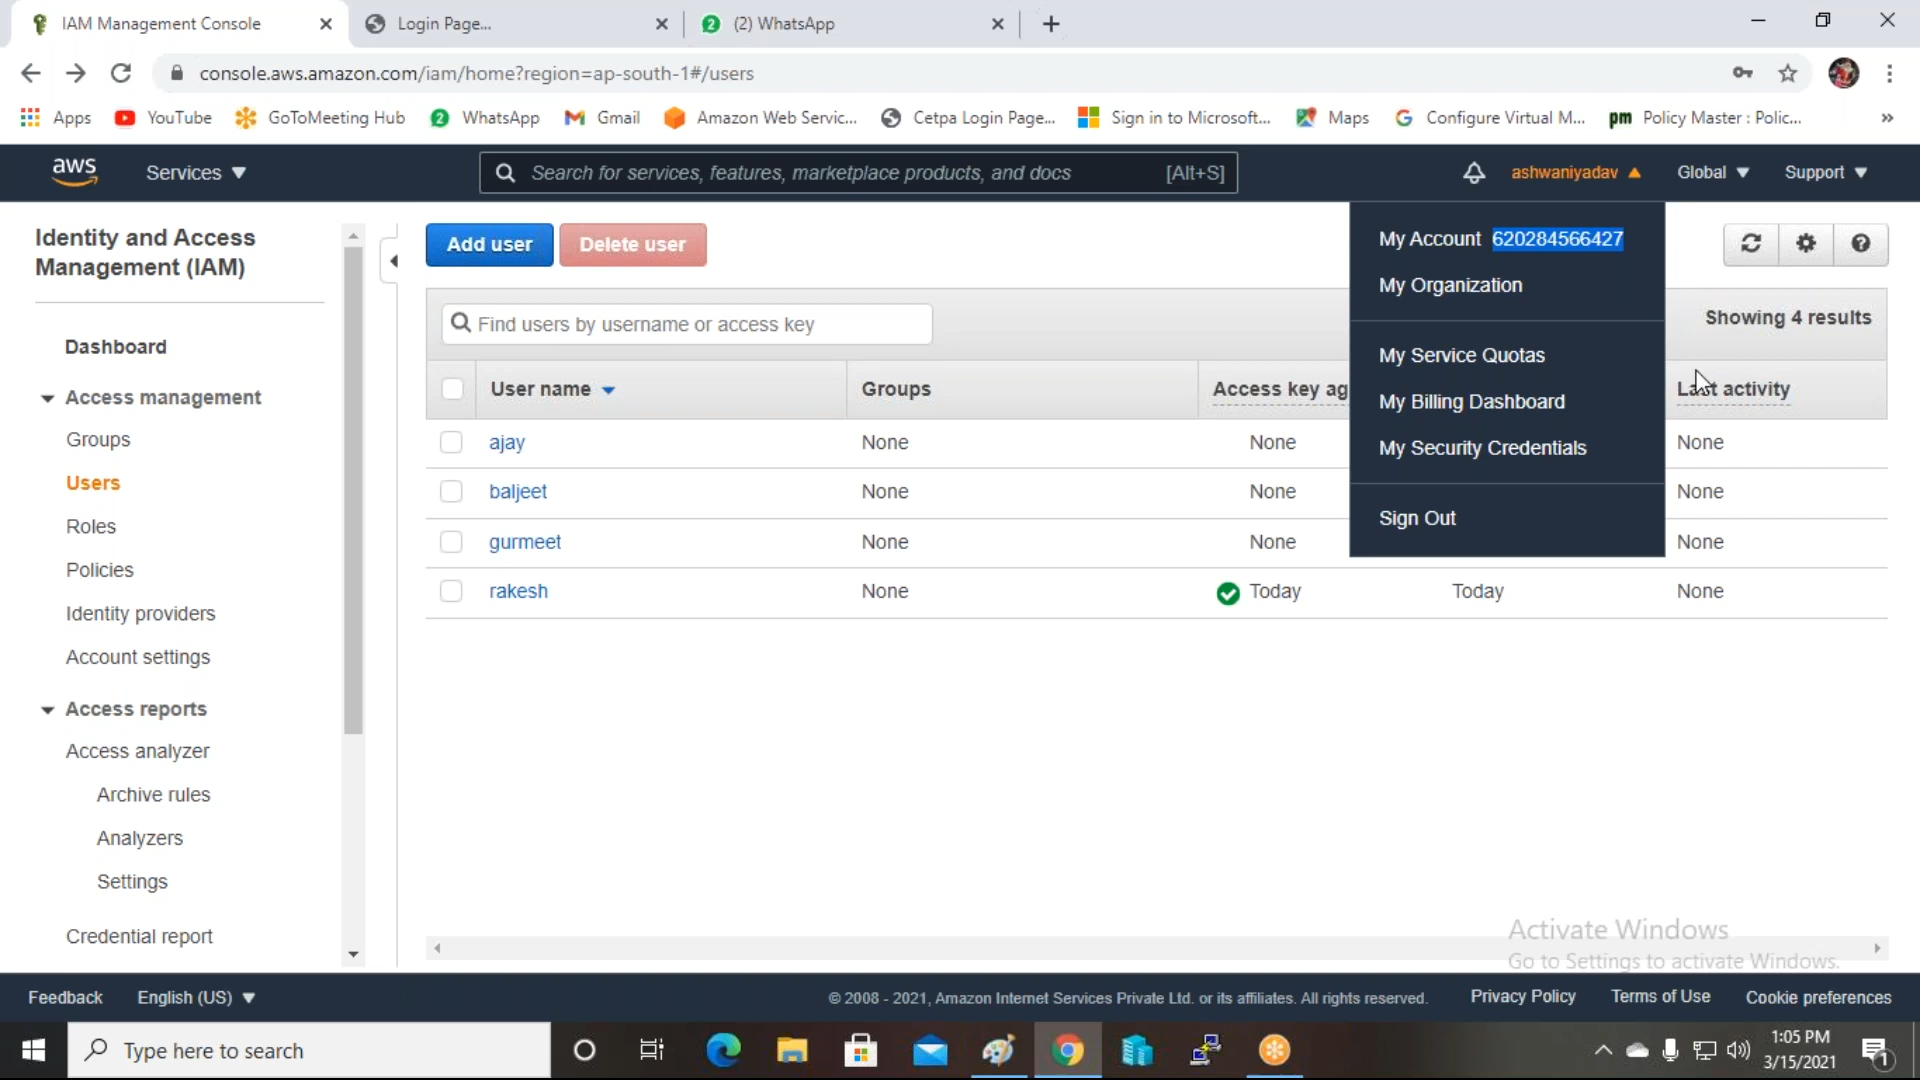 IAM Management Console
Login Page...
(2) WhatsApp
console.aws.amazon.com/iam/home?region=ap-south-1#/users
Apps
YouTube
GoToMeeting Hub
2
WhatsApp
Gmail
Amazon Web Servic...
Cetpa Login Page...
Sign in to Microsoft...
Maps
Configure Virtual M...
pm
Policy Master : Polic...
»
aws
Services
Search for services, features, marketplace products, and docs
[Alt+S]
ashwaniyadav
Global
Support
Identity and Access
Management (IAM)
Dashboard
Access management
Groups
Users
Roles
Policies
Identity providers
Account settings
Access reports
Access analyzer
Archive rules
Analyzers
Settings
Credential report
Add user
Delete user
Find users by username or access key
Showing 4 results
User name
Groups
Access key ag
Last activity
ajay
None
None
None
baljeet
None
None
None
gurmeet
None
None
None
rakesh
None
Today
Today
None
My Account 620284566427
My Organization
My Service Quotas
My Billing Dashboard
My Security Credentials
Sign Out
Activate Windows
Go to Settings to activate Windows.
Feedback
English (US)
© 2008 - 2021, Amazon Internet Services Private Ltd. or its affiliates. All rights reserved.
Privacy Policy
Terms of Use
Cookie preferences
Type here to search
1:05 PM
3/15/2021
1